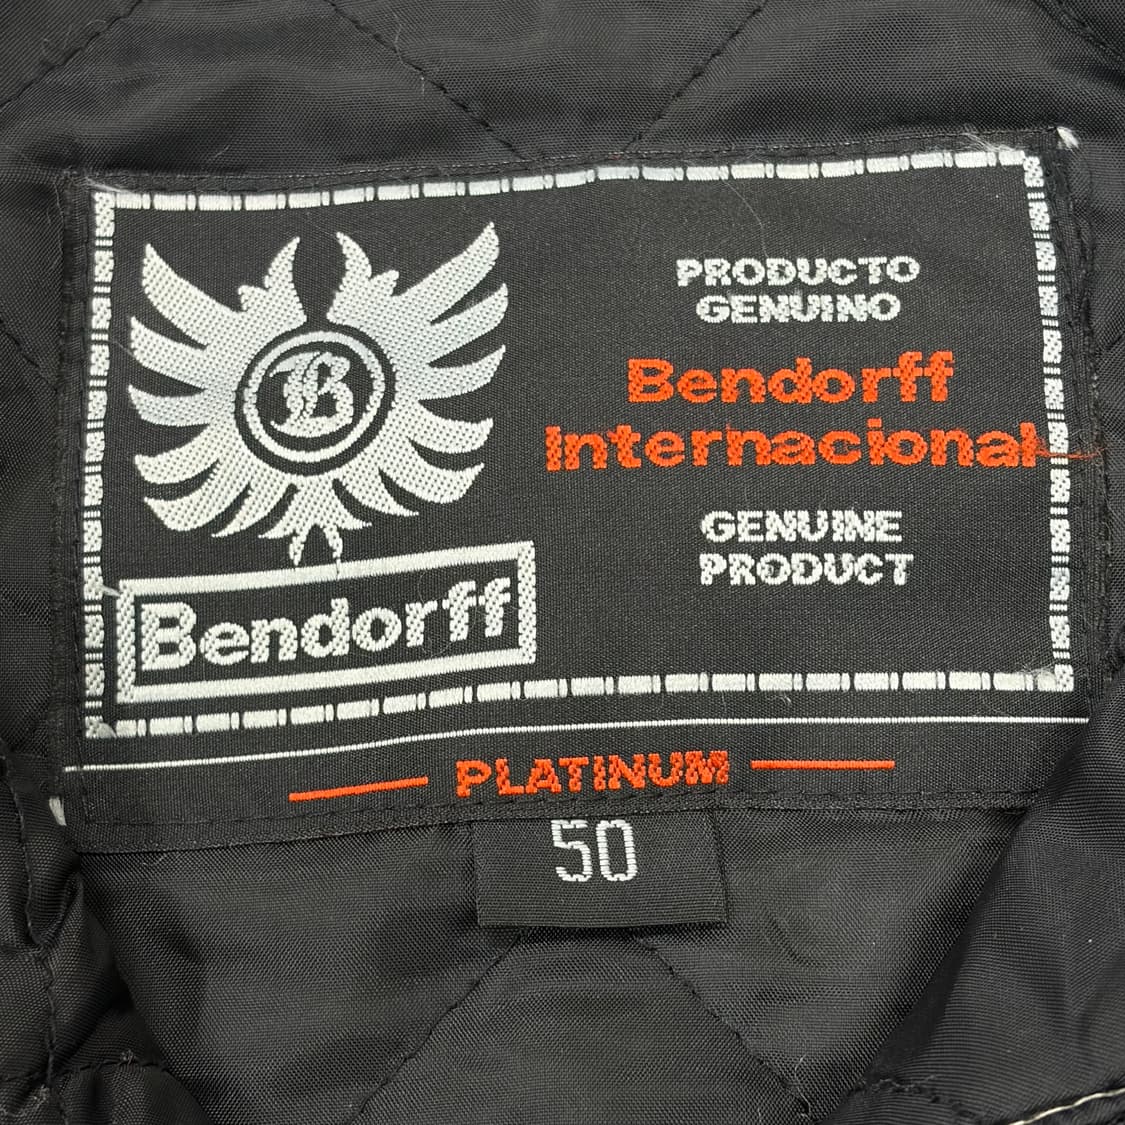 B
Bendorff
PRODUCTO
GENUINO
Bendorff
Internacional
GENUINE
PRODUCT
PLATINUM
50